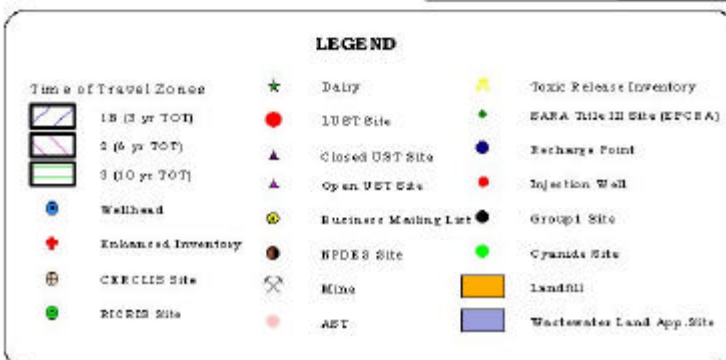 LEGEND
Time of Travel Zones
1B (3 yr TOT)
2 (6 yr TOT)
3 (10 yr TOT)
Wellhead
Enhanced Inventory
CERCLIS Site
RICRIS Site
Dairy
LUST Site
Closed UST Site
Open UST Site
Business Mailing List
NPDES Site
Mine
AST
Toxic Release Inventory
SARA Title III Site (EPCRA)
Recharge Point
Injection Well
Group1 Site
Cyanide Site
Landfill
Wastewater Land App.Site